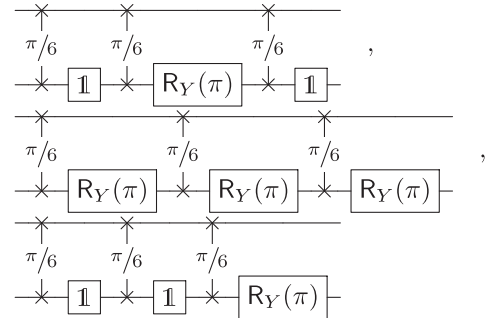 π/6 π/6 π/6 ,
𝟙 R_Y(π) 𝟙
π/6 π/6 π/6 ,
R_Y(π) R_Y(π) R_Y(π)
π/6 π/6 π/6
𝟙 𝟙 R_Y(π)